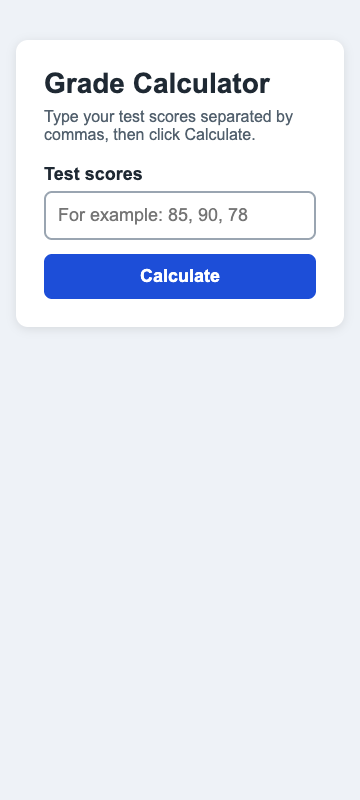 Grade Calculator
Type your test scores separated by
commas, then click Calculate.
Test scores
For example: 85, 90, 78
Calculate